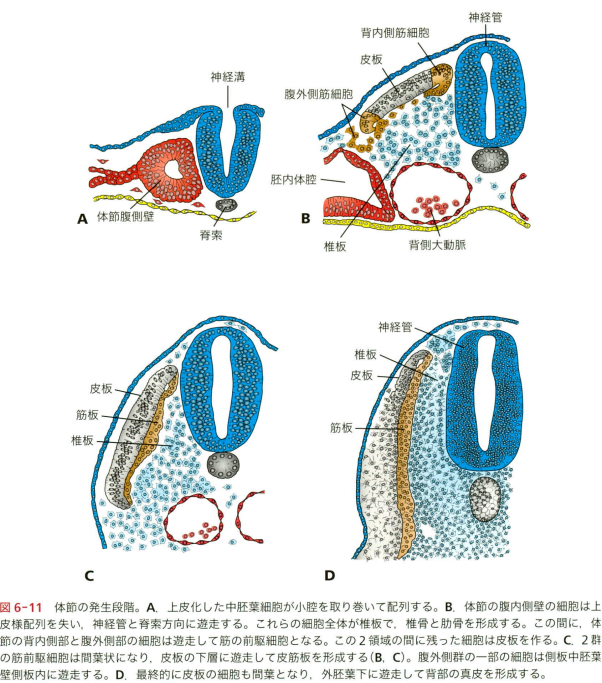 神経溝
体節腹側壁
A
脊索
神経管
背内側筋細胞
皮板
腹外側筋細胞
胚内体腔
B
椎板
背側大動脈
皮板
筋板
椎板
C
神経管
椎板
皮板
筋板
D
図 6-11 体節の発生段階。A. 上皮化した中胚葉細胞が小腔を取り巻いて配列する。B. 体節の腹内側壁の細胞は上
皮様配列を失い，神経管と脊索方向に遊走する。これらの細胞全体が椎板で，椎骨と肋骨を形成する。この間に，体
節の背内側部と腹外側部の細胞は遊走して筋の前駆細胞となる。この2領域の間に残った細胞は皮板を作る。C. 2群
の筋前駆細胞は間葉状になり，皮板の下層に遊走して皮筋板を形成する（B，C）。腹外側群の一部の細胞は側板中胚葉
壁側板内に遊走する。D. 最終的に皮板の細胞も間葉となり，外胚葉下に遊走して背部の真皮を形成する。